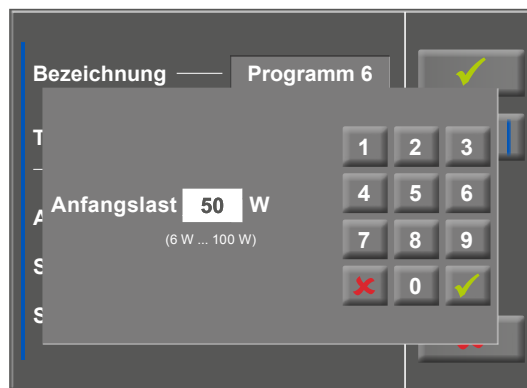 Bezeichnung Programm 6
T
A
S
S
Anfangslast 50 W
(6 W ... 100 W)
1 2 3
4 5 6
7 8 9
0